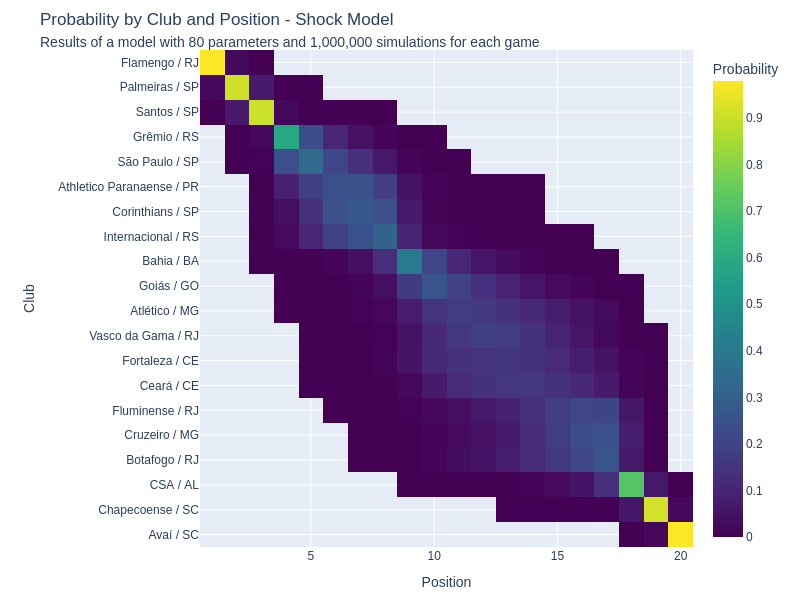 Probability by Club and Position - Shock Model
Results of a model with 80 parameters and 1,000,000 simulations for each game
Probability
Flamengo / RJ
Palmeiras / SP
Santos / SP
Grêmio / RS
São Paulo / SP
Athletico Paranaense / PR
Corinthians / SP
Internacional / RS
Bahia / BA
Goiás / GO
Atlético / MG
Vasco da Gama / RJ
Fortaleza / CE
Ceará / CE
Fluminense / RJ
Cruzeiro / MG
Botafogo / RJ
CSA / AL
Chapecoense / SC
Avaí / SC
Club
5
10
15
20
Position
0.9
0.8
0.7
0.6
0.5
0.4
0.3
0.2
0.1
0